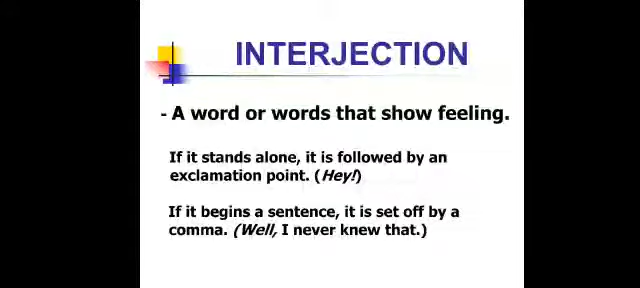 INTERJECTION
- A word or words that show feeling.
If it stands alone, it is followed by an
exclamation point. (Hey!)
If it begins a sentence, it is set off by a
comma. (Well, I never knew that.)